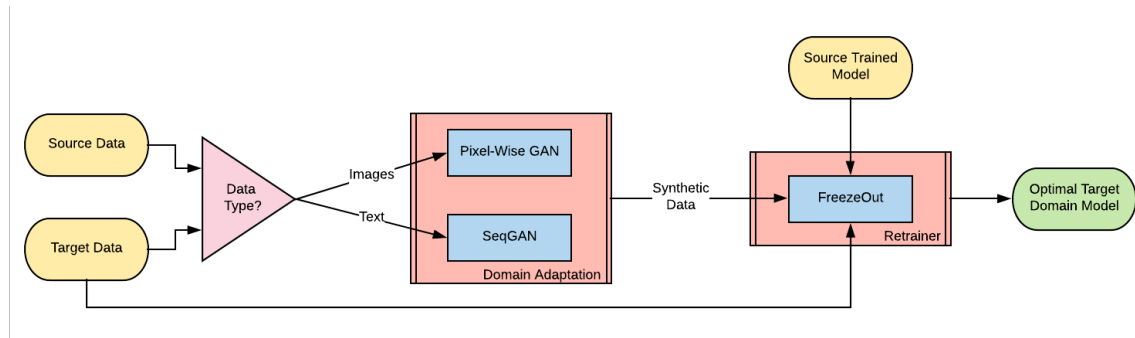 Source Trained
Model
Source Data
Pixel-Wise GAN
Images
Data
Type?
Synthetic
Data
FreezeOut
Optimal Target
Domain Model
Text
Target Data
SeqGAN
Retrainer
Domain Adaptation